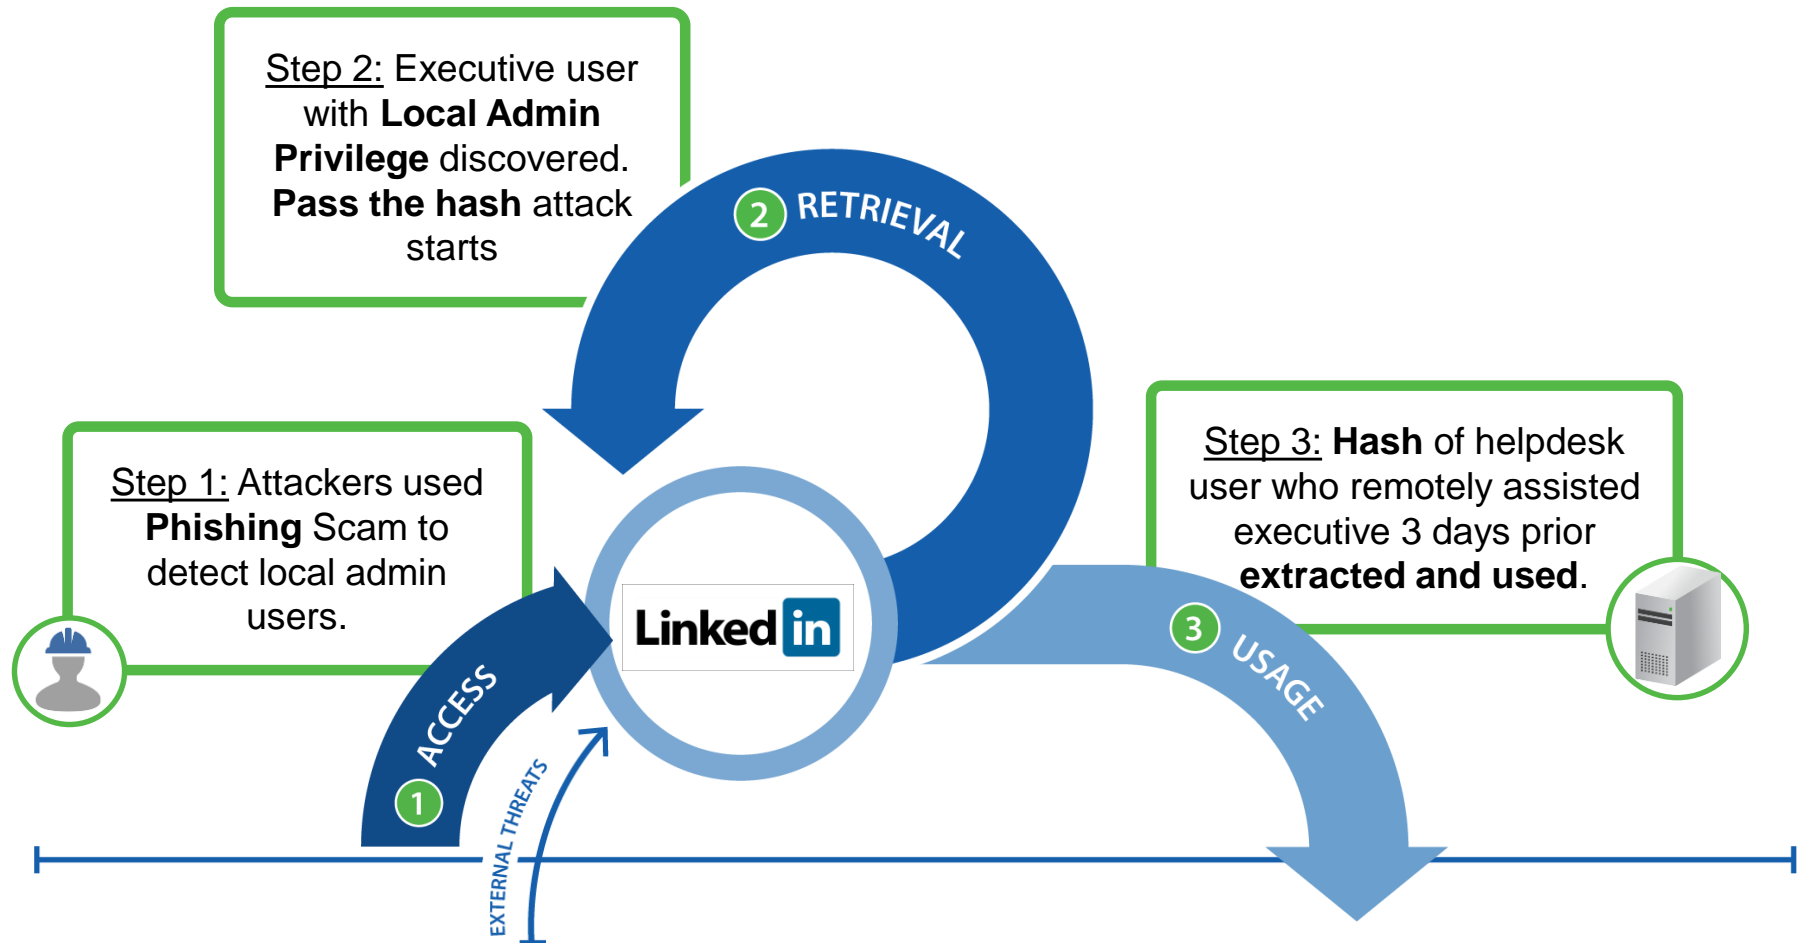 Step 2: Executive user
with Local Admin
Privilege discovered.
Pass the hash attack
starts
2 RETRIEVAL
Step 1: Attackers used
Phishing Scam to
detect local admin
users.
Step 3: Hash of helpdesk
user who remotely assisted
executive 3 days prior
extracted and used.
Linked in
3 USAGE
1 ACCESS
EXTERNAL THREATS